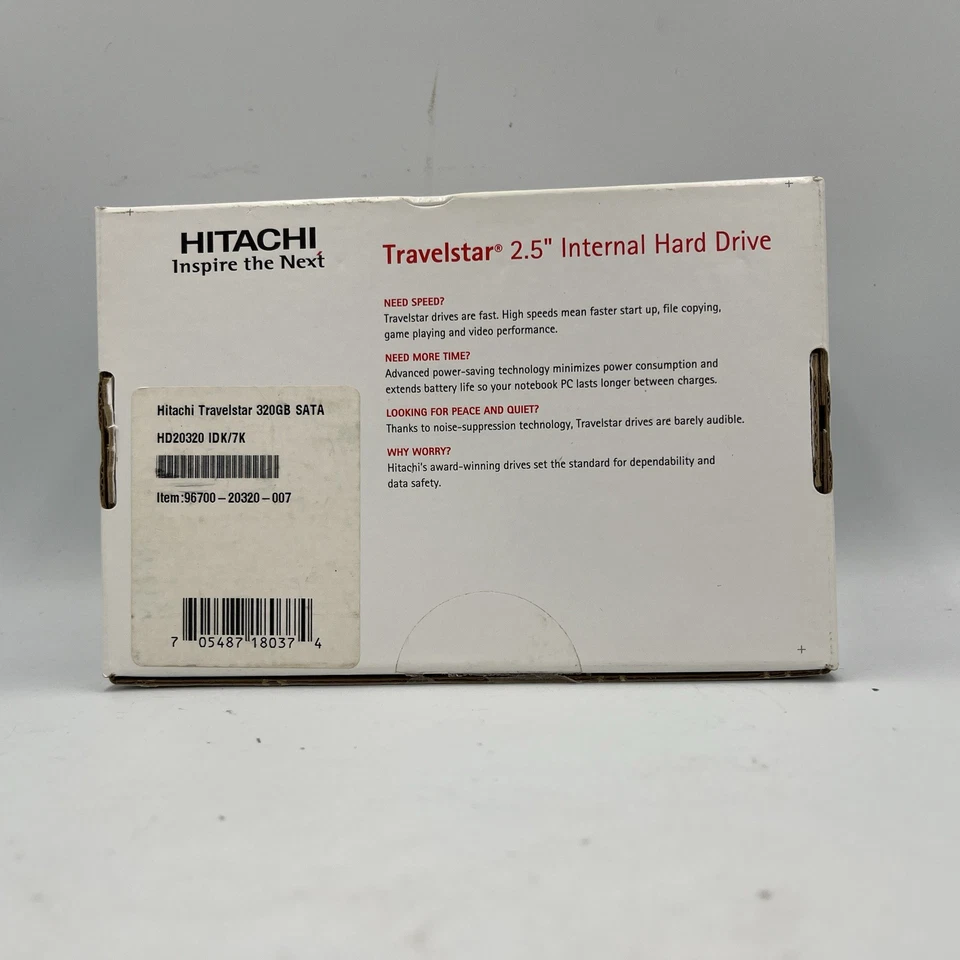 HITACHI
Inspire the Next
Travelstar® 2.5" Internal Hard Drive
NEED SPEED?
Travelstar drives are fast. High speeds mean faster start up, file copying,
game playing and video performance.
NEED MORE TIME?
Advanced power-saving technology minimizes power consumption and
extends battery life so your notebook PC lasts longer between charges.
LOOKING FOR PEACE AND QUIET?
Thanks to noise-suppression technology, Travelstar drives are barely audible.
WHY WORRY?
Hitachi's award-winning drives set the standard for dependability and
data safety.
Hitachi Travelstar 320GB SATA
HD20320 IDK/7K
Item:96700-20320-007
7 05487 18037 4